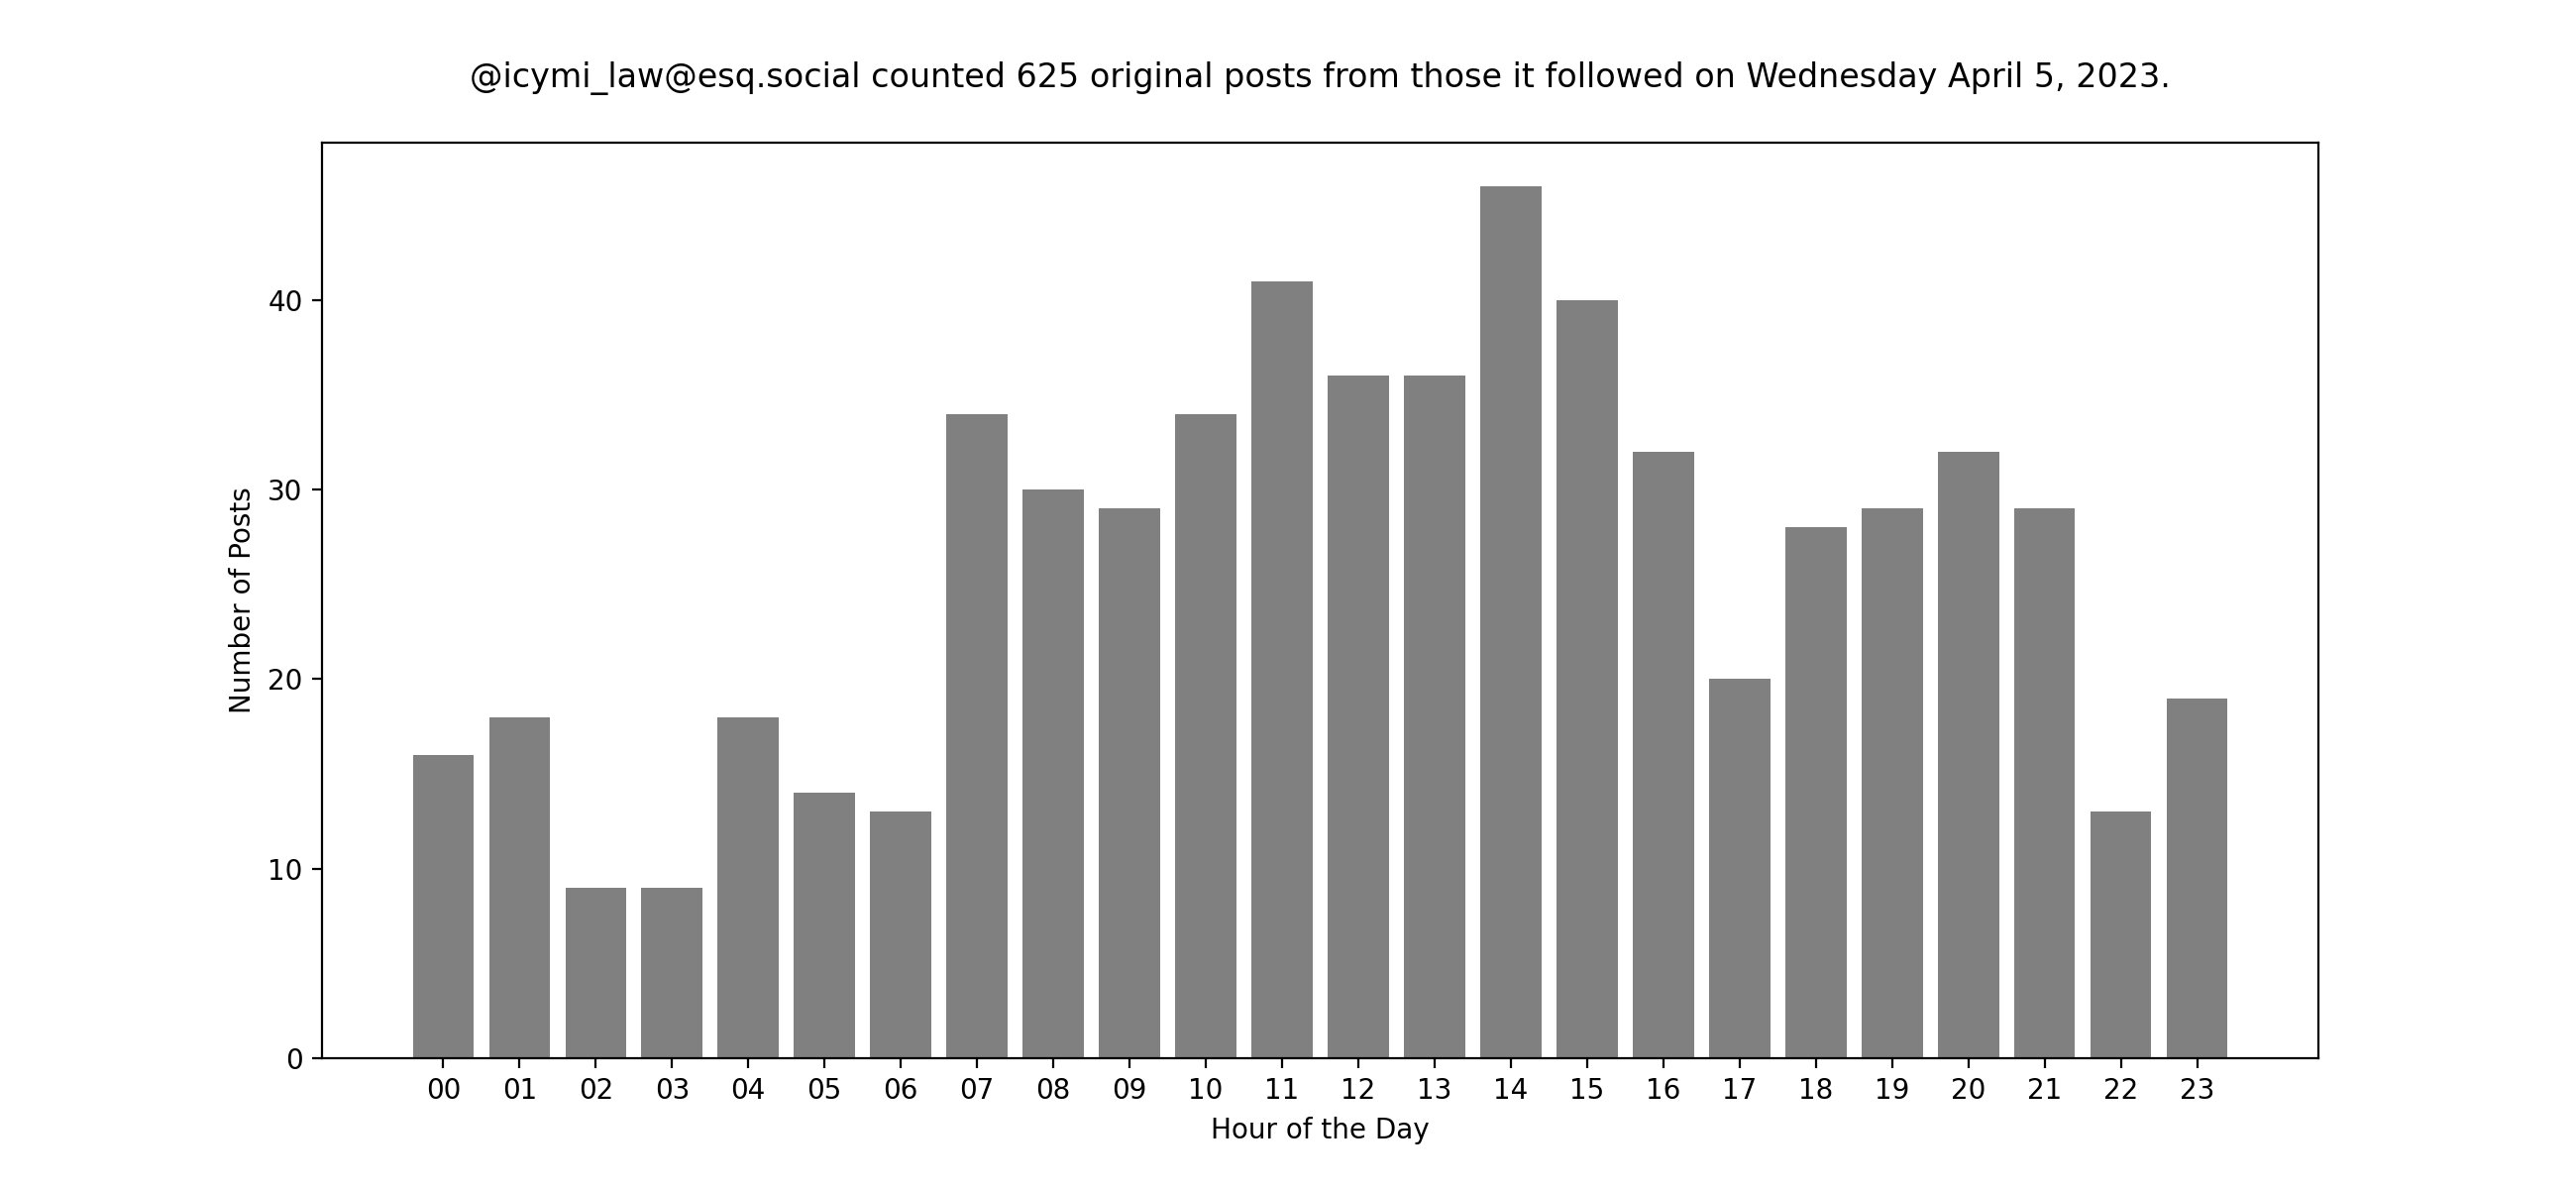 @icymi_law@esq.social counted 625 original posts from those it followed on Wednesday April 5, 2023.
Number of Posts
40
30
20
10
0
00 01 02 03 04 05 06 07 08 09 10 11 12 13 14 15 16 17 18 19 20 21 22 23
Hour of the Day